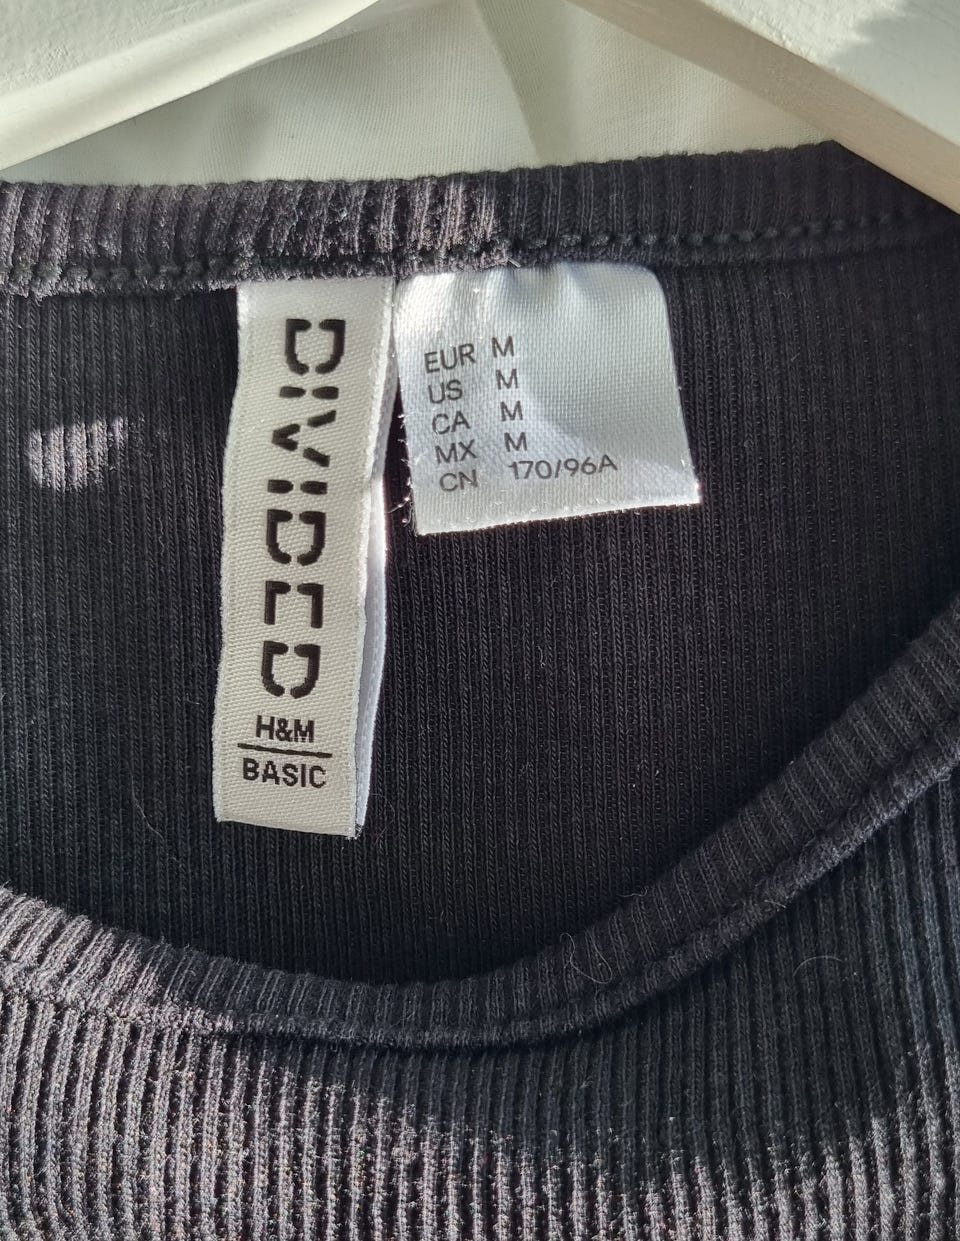 DIVIDED
H&M
BASIC
EUR M
US M
CA M
MX M
CN 170/96A